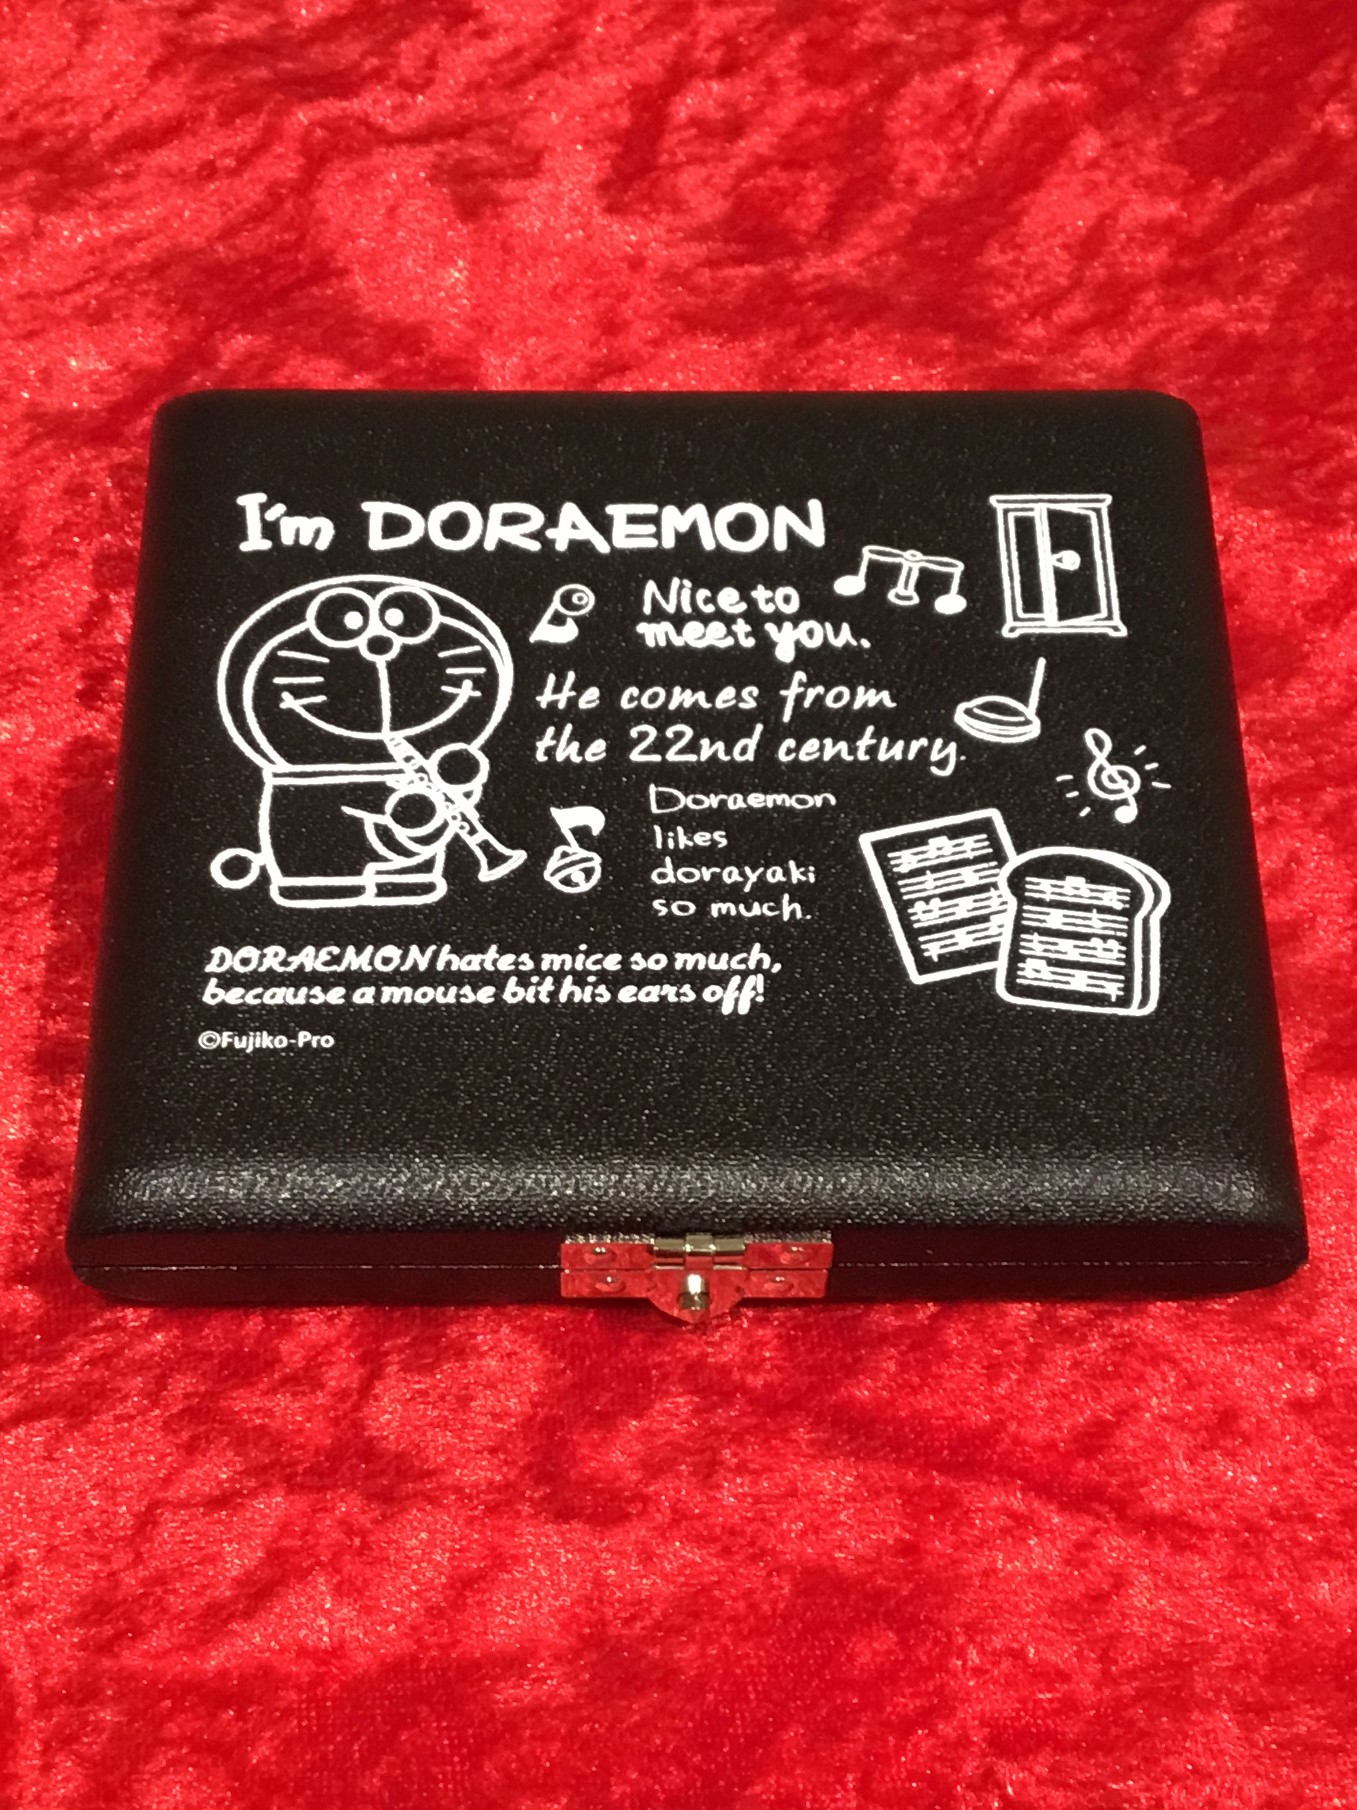 I'm DORAEMON
Nice to
meet you.
He comes from
the 22nd century.
Doraemon
likes
dorayaki
so much.
DORAEMON hates mice so much,
because a mouse bit his ears off!
©Fujiko-Pro